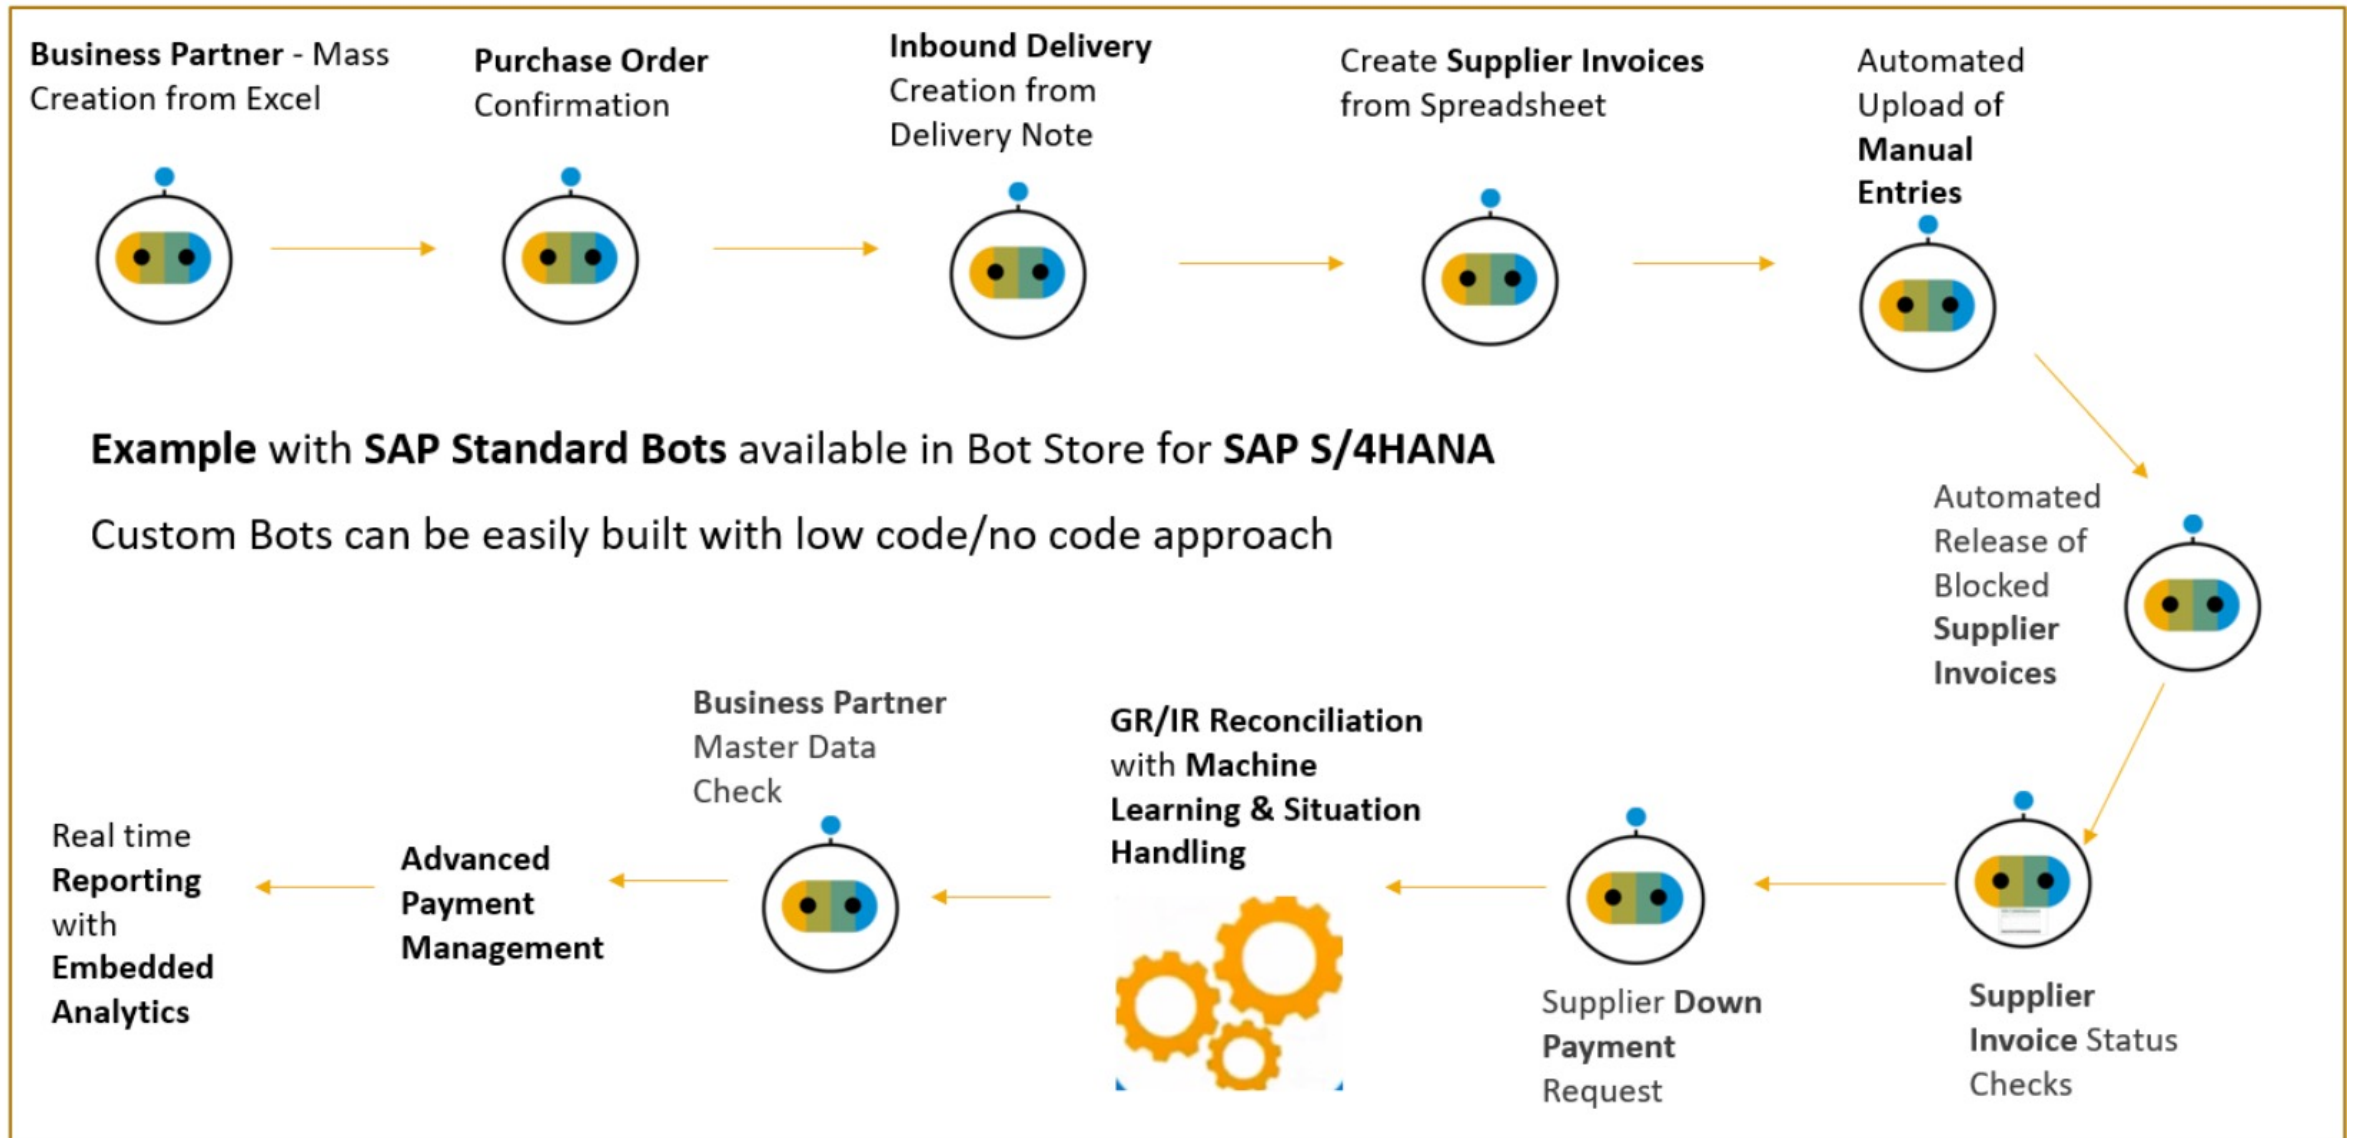 Business Partner - Mass
Creation from Excel
Purchase Order
Confirmation
Inbound Delivery
Creation from
Delivery Note
Create Supplier Invoices
from Spreadsheet
Automated
Upload of
Manual
Entries
Example with SAP Standard Bots available in Bot Store for SAP S/4HANA
Custom Bots can be easily built with low code/no code approach
Automated
Release of
Blocked
Supplier
Invoices
Supplier
Invoice Status
Checks
Supplier Down
Payment
Request
GR/IR Reconciliation
with Machine
Learning & Situation
Handling
Business Partner
Master Data
Check
Advanced
Payment
Management
Real time
Reporting
with
Embedded
Analytics